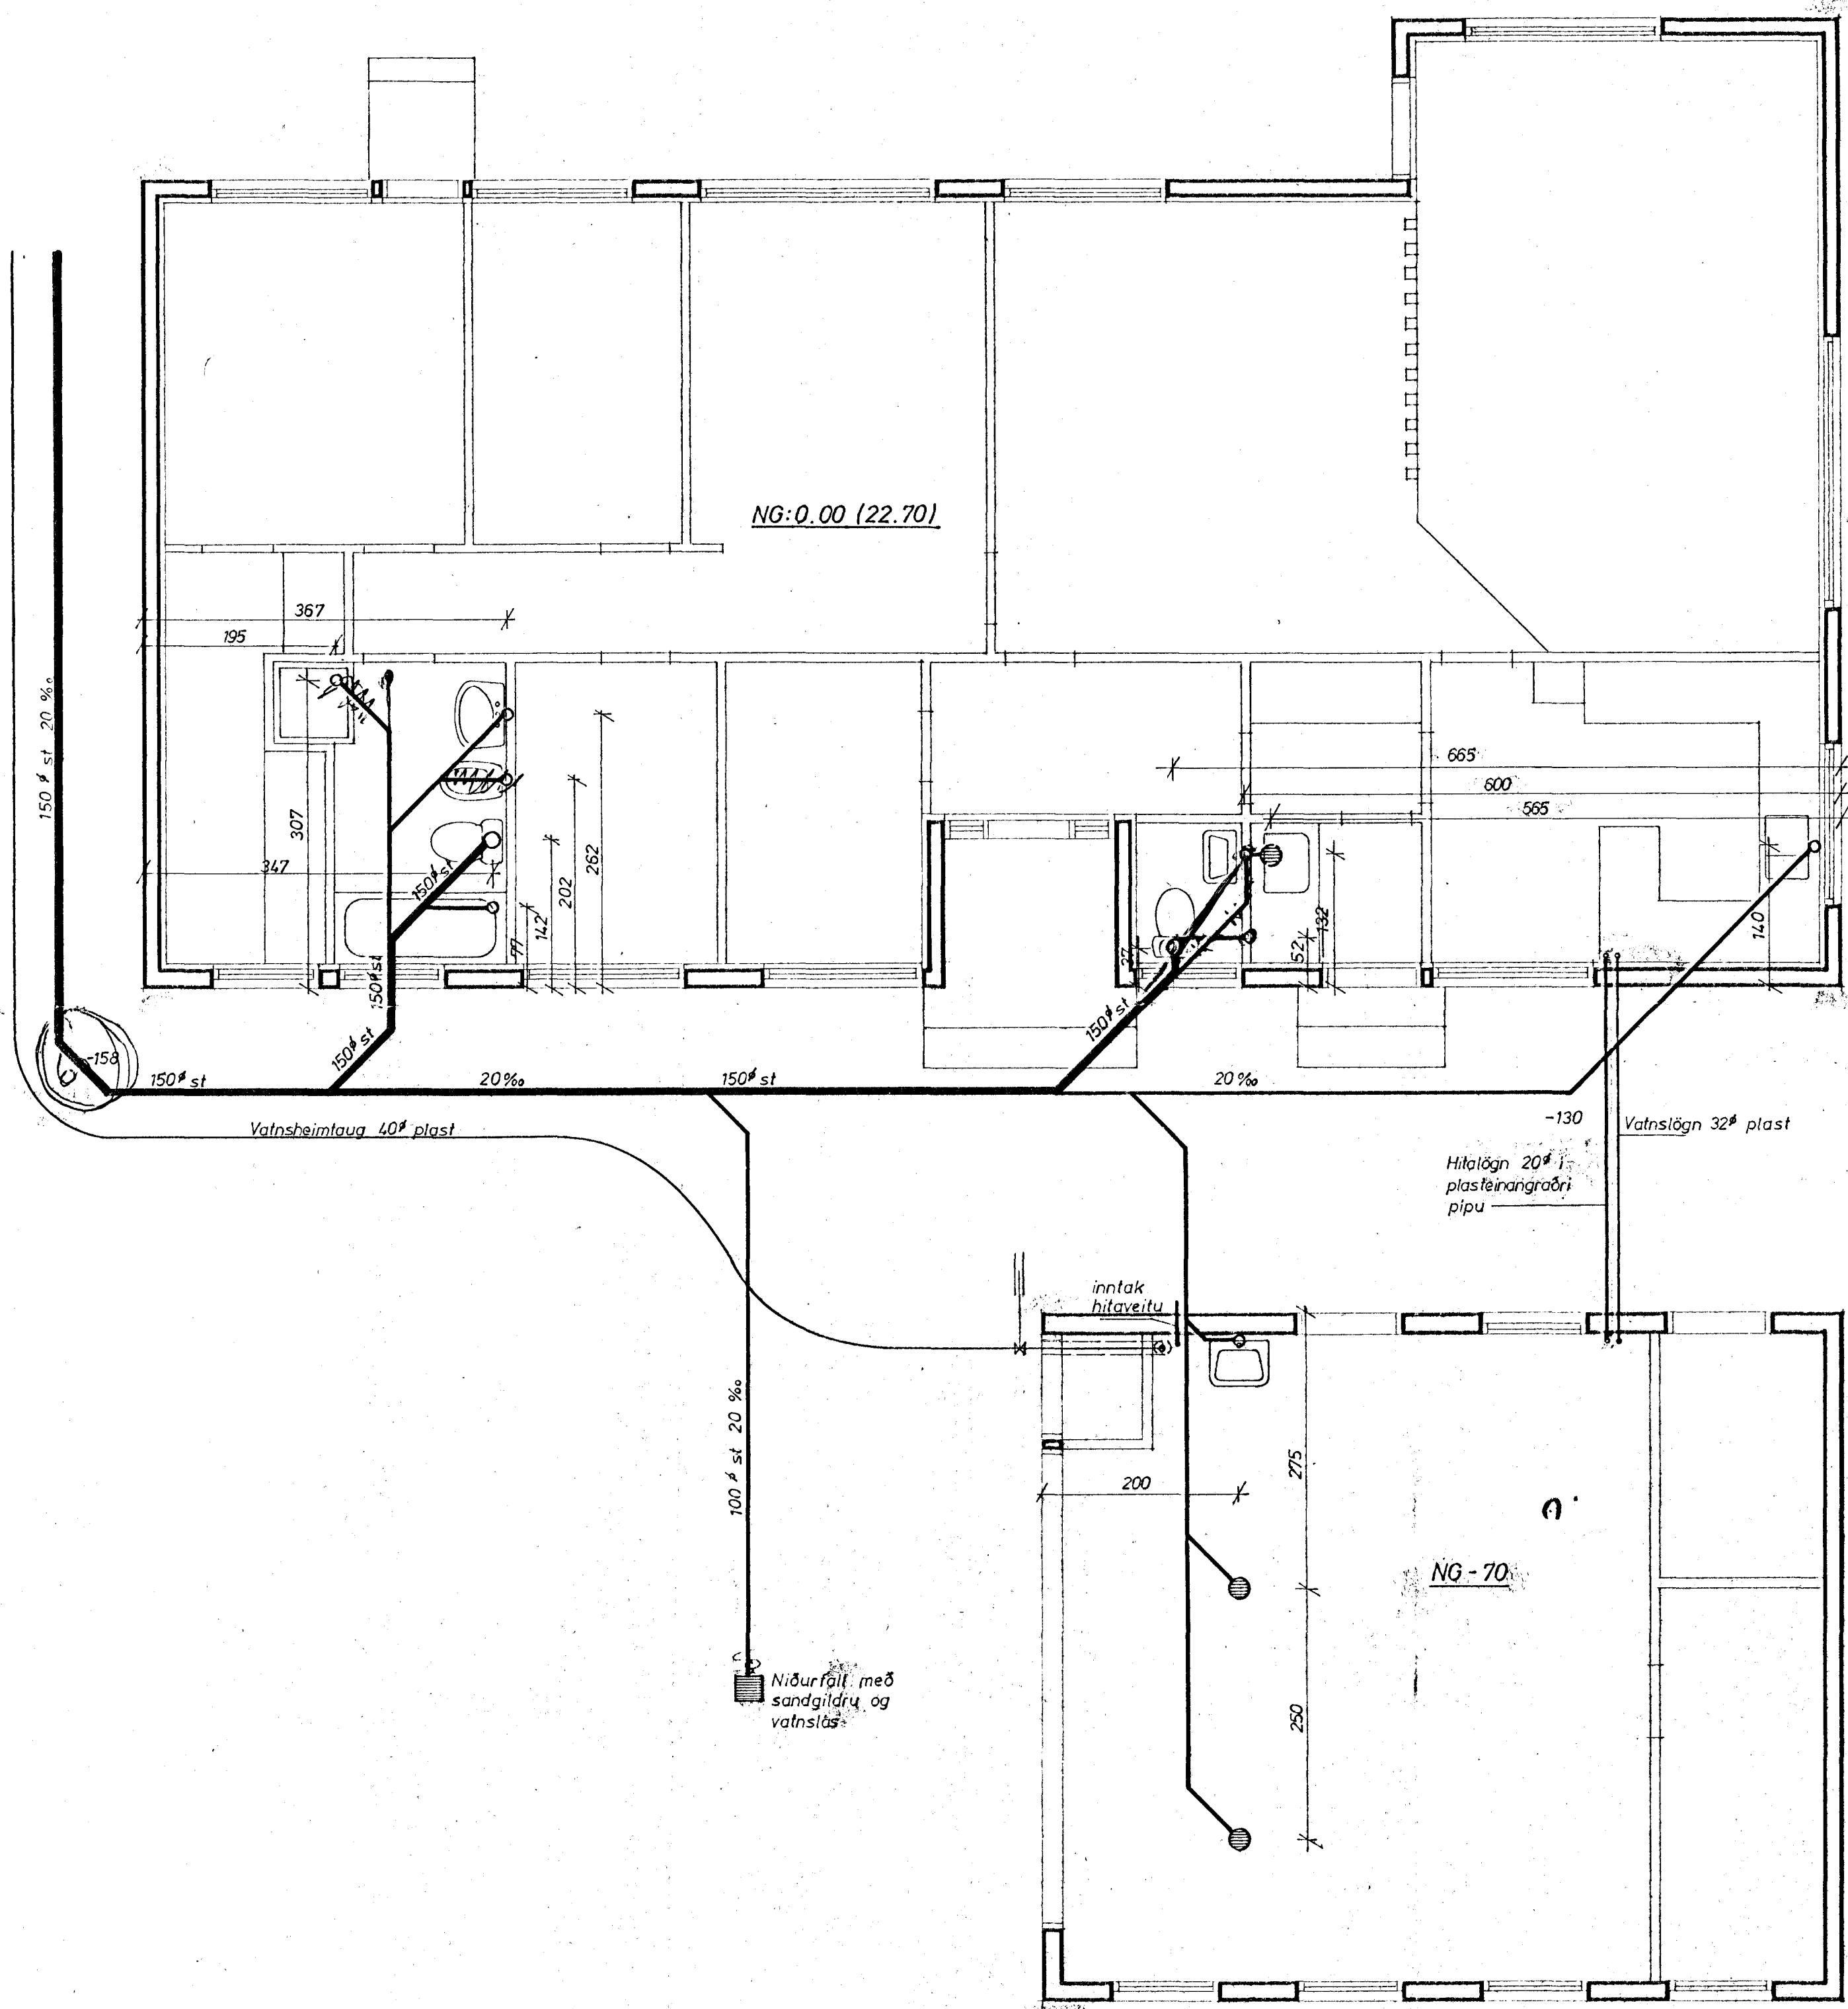 NG:0.00 (22.70)
367
195
150ø st 20‰
307
347
150ø st
77
142
202
262
150ø st
150ø st
-158
150ø st
20‰
150ø st
20‰
150ø st
665
600
565
27
52
132
140
Vatnsheimtaug 40ø plast
-130
Vatnslögn 32ø plast
Hitalögn 20ø í
plasteinangraðri
pípu
inntak
hitaveitu
100ø st 20‰
200
275
250
NG-70
Niðurfall með
sandgildru og
vatnslás